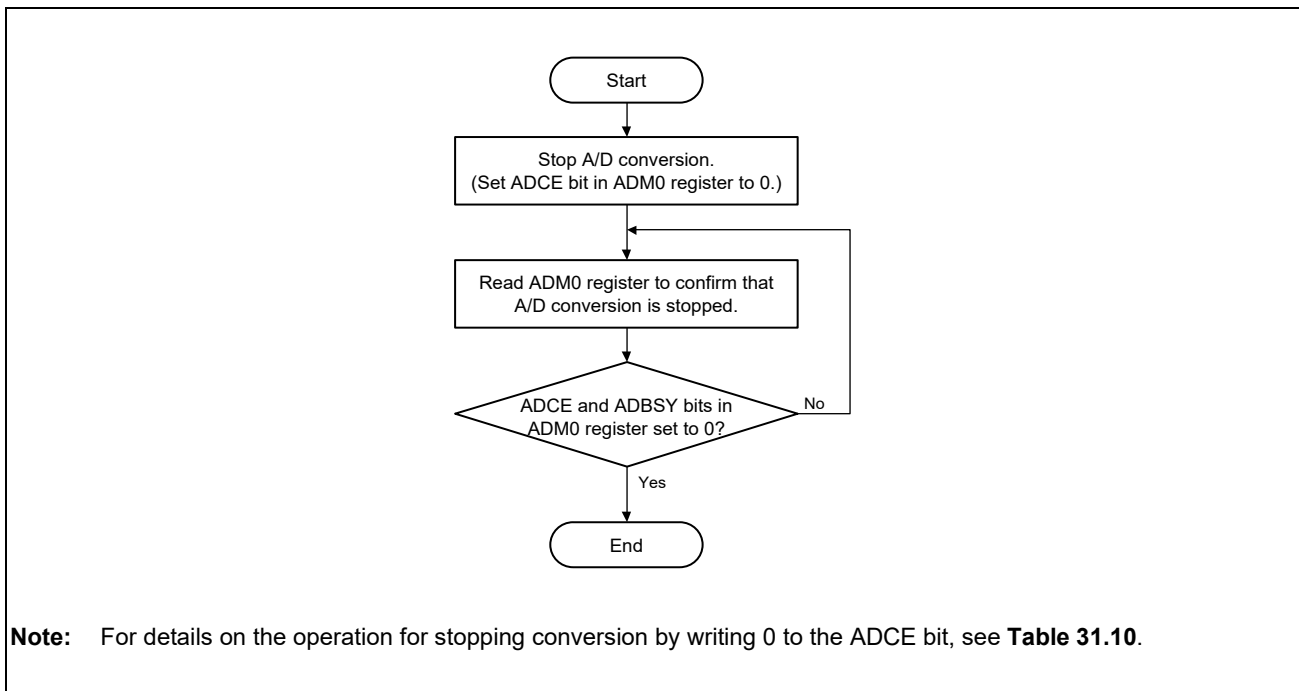 Start
Stop A/D conversion.
(Set ADCE bit in ADM0 register to 0.)
Read ADM0 register to confirm that
A/D conversion is stopped.
ADCE and ADBSY bits in
ADM0 register set to 0?
No
Yes
End
Note: For details on the operation for stopping conversion by writing 0 to the ADCE bit, see Table 31.10.